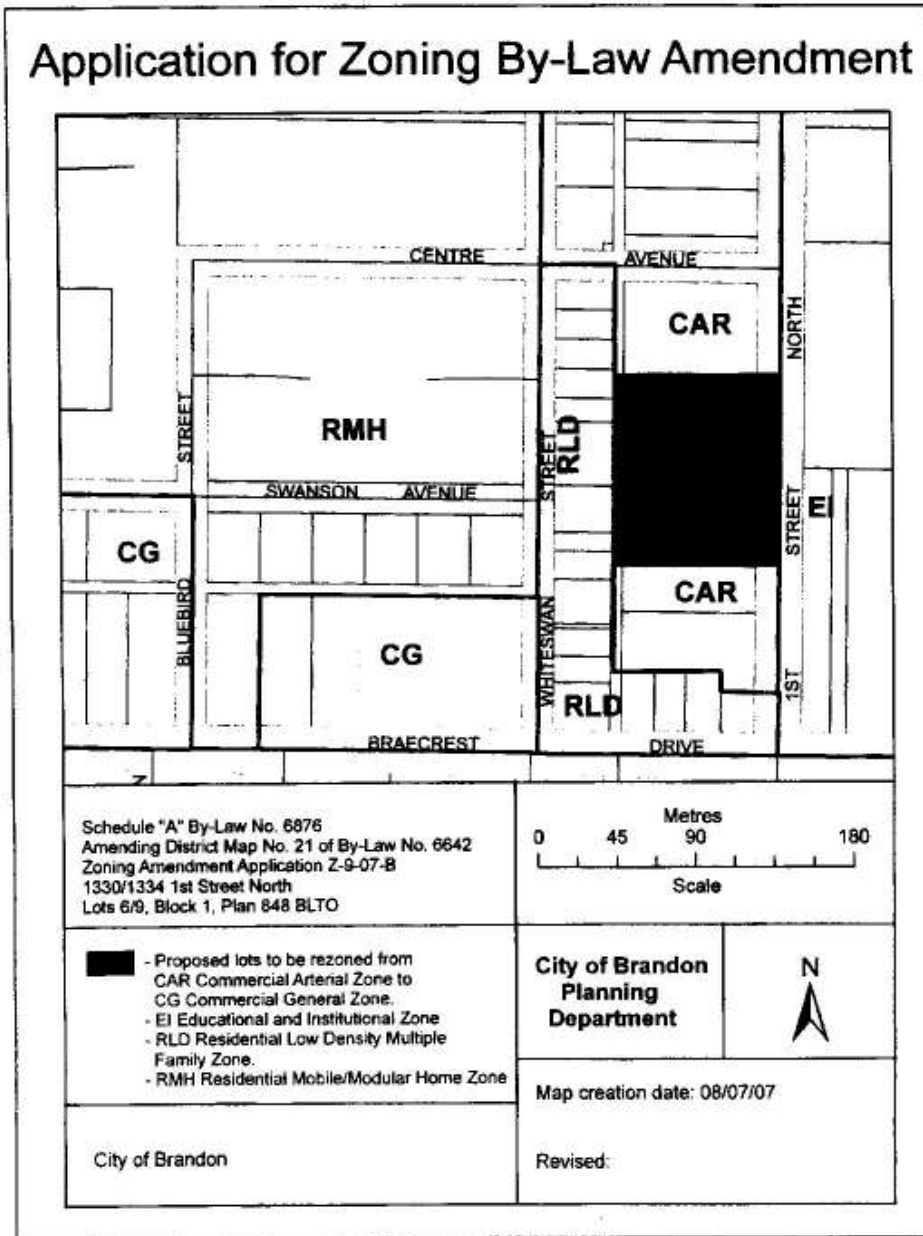 Application for Zoning By-Law Amendment
CENTRE
AVENUE
CAR
NORTH
STREET
RMH
STREET
RLD
SWANSON AVENUE
STREET
EI
CG
CAR
BLUEBIRD
CG
WHITESWAN
1ST
RLD
BRAECREST
DRIVE
Schedule "A" By-Law No. 6876
Amending District Map No. 21 of By-Law No. 6642
Zoning Amendment Application Z-9-07-B
1330/1334 1st Street North
Lots 6/9, Block 1, Plan 848 BLTO
Metres
0 45 90 180
Scale
- Proposed lots to be rezoned from
CAR Commercial Arterial Zone to
CG Commercial General Zone.
- EI Educational and Institutional Zone
- RLD Residential Low Density Multiple
Family Zone.
- RMH Residential Mobile/Modular Home Zone
City of Brandon
Planning
Department
N
Map creation date: 08/07/07
City of Brandon
Revised: